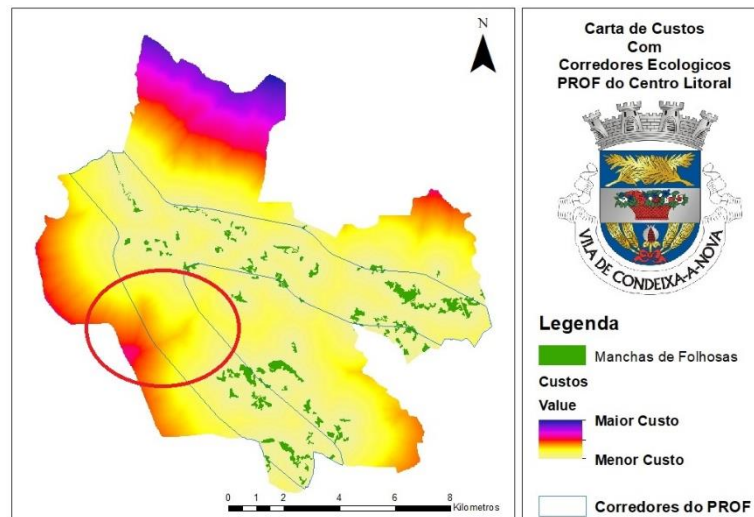 N
Carta de Custos
Com
Corredores Ecologicos
PROF do Centro Litoral
VILA DE CONDEIXA-A-NOVA
Legenda
Manchas de Folhosas
Custos
Value
Maior Custo
Menor Custo
Corredores do PROF
0 1 2 4 6 8
Kilometros